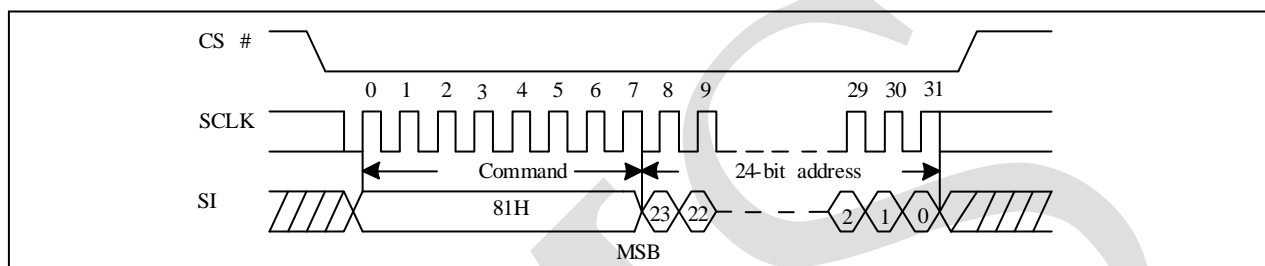 CS #
0 1 2 3 4 5 6 7 8 9 29 30 31
SCLK
Command 24-bit address
SI 81H 23 22 2 1 0
MSB